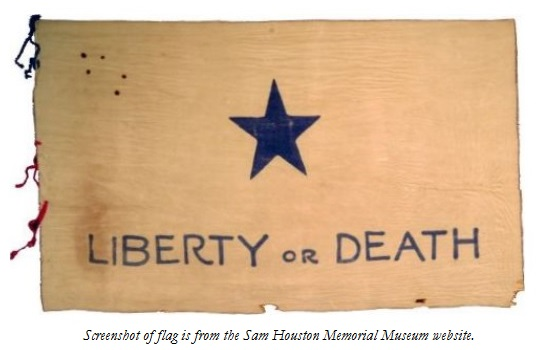 LIBERTY OR DEATH
Screenshot of flag is from the Sam Houston Memorial Museum website.